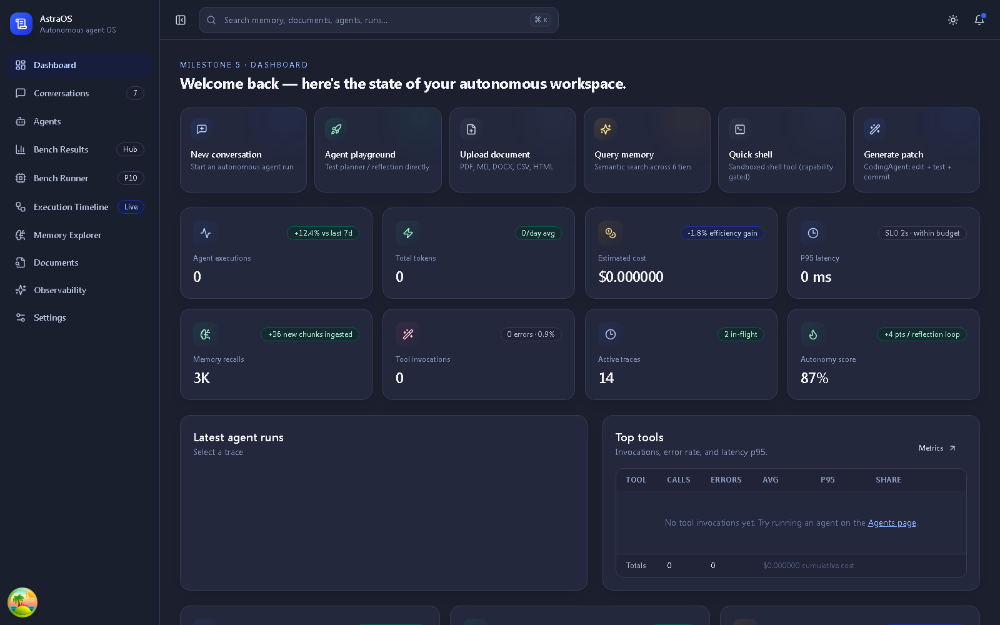 AstraOS
Autonomous agent OS
Search memory, documents, agents, runs...
⌘ K
Dashboard
Conversations
7
Agents
Bench Results
Hub
Bench Runner
P10
Execution Timeline
Live
Memory Explorer
Documents
Observability
Settings
MILESTONE 5 · DASHBOARD
Welcome back — here's the state of your autonomous workspace.
New conversation
Start an autonomous agent run
Agent playground
Test planner / reflection directly
Upload document
PDF, MD, DOCX, CSV, HTML
Query memory
Semantic search across 6 tiers
Quick shell
Sandboxed shell tool (capability
gated)
Generate patch
CodingAgent: edit + test +
commit
+12.4% vs last 7d
Agent executions
0
0/day avg
Total tokens
0
-1.8% efficiency gain
Estimated cost
$0.000000
SLO 2s · within budget
P95 latency
0 ms
+36 new chunks ingested
Memory recalls
3K
0 errors · 0.9%
Tool invocations
0
2 in-flight
Active traces
14
+4 pts / reflection loop
Autonomy score
87%
Latest agent runs
Select a trace
Top tools
Invocations, error rate, and latency p95.
Metrics
TOOL CALLS ERRORS AVG P95 SHARE
No tool invocations yet. Try running an agent on the Agents page.
Totals 0 0 $0.000000 cumulative cost